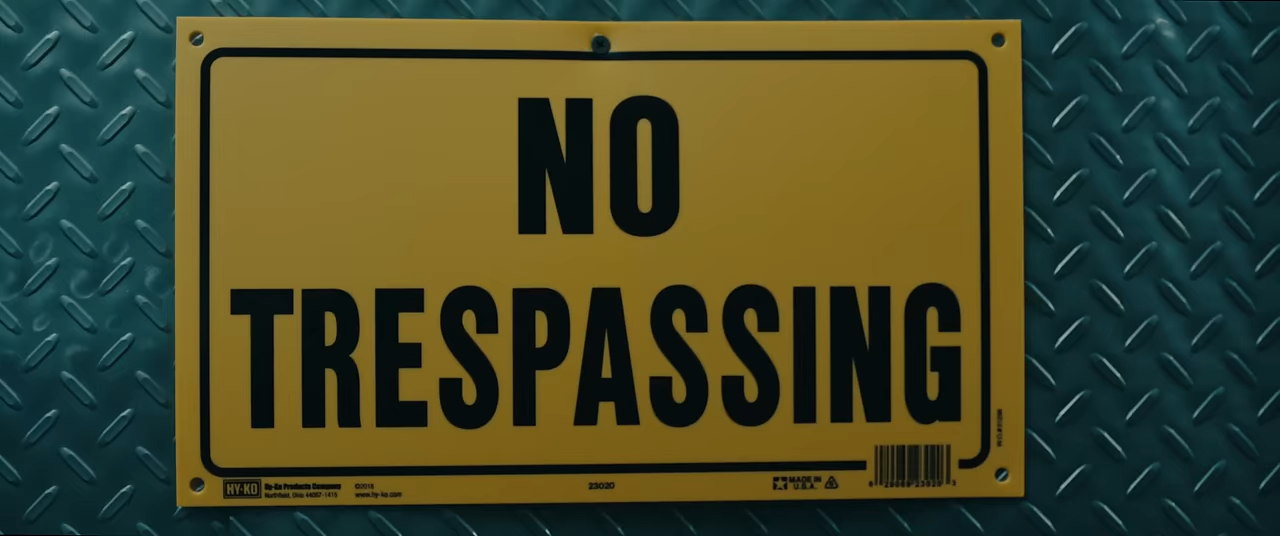 NO
TRESPASSING
HY-KO
Hy-Ko Products Company
Northfield, Ohio 44067-1415
©2018
www.hy-ko.com
23020
MADE IN
U.S.A.